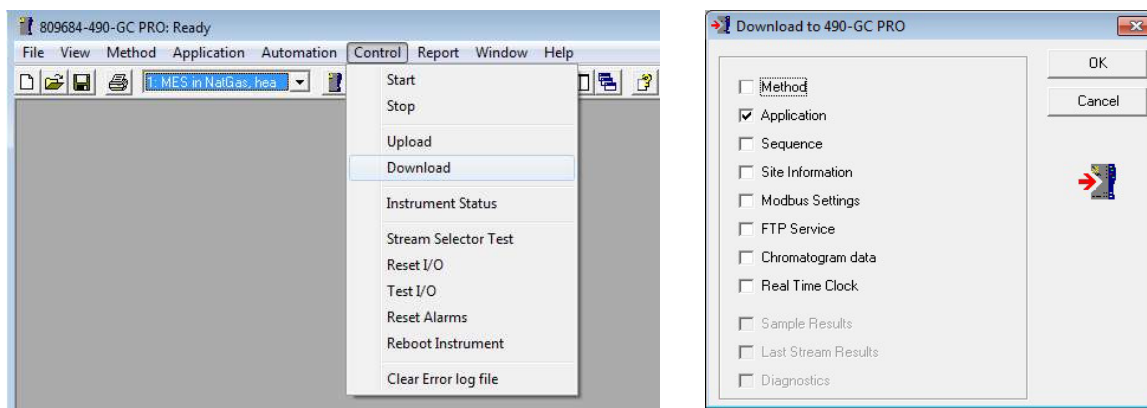 809684-490-GC PRO: Ready
File View Method Application Automation Control Report Window Help
1: MES in NatGas, hea
Start
Stop
Upload
Download
Instrument Status
Stream Selector Test
Reset I/O
Test I/O
Reset Alarms
Reboot Instrument
Clear Error log file
Download to 490-GC PRO
Method
Application
Sequence
Site Information
Modbus Settings
FTP Service
Chromatogram data
Real Time Clock
Sample Results
Last Stream Results
Diagnostics
OK
Cancel